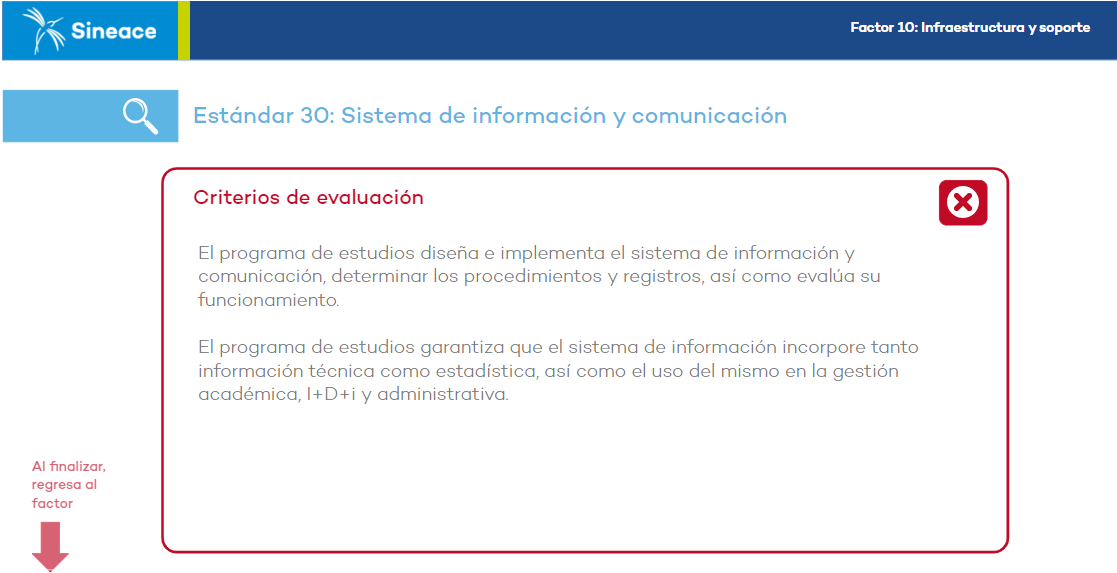 Sineace
Factor 10: Infraestructura y soporte
Estándar 30: Sistema de información y comunicación
Criterios de evaluación
El programa de estudios diseña e implementa el sistema de información y
comunicación, determinar los procedimientos y registros, así como evalúa su
funcionamiento.
El programa de estudios garantiza que el sistema de información incorpore tanto
información técnica como estadística, así como el uso del mismo en la gestión
académica, I+D+i y administrativa.
Al finalizar,
regresa al
factor